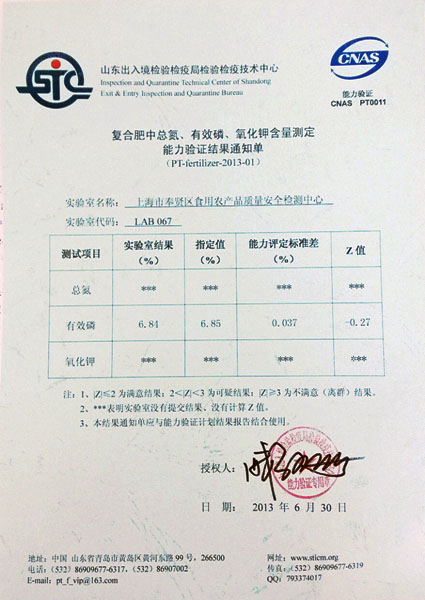 STC
山东出入境检验检疫局检验检疫技术中心
Inspection and Quarantine Technical Center of Shandong
Exit & Entry Inspection and Quarantine Bureau
CNAS
能力验证
CNAS PT0011
复合肥中总氮、有效磷、氧化钾含量测定
能力验证结果通知单
(PT-fertilizer-2013-01)
实验室名称: 上海市奉贤区食用农产品质量安全检测中心
实验室代码: LAB 067
测试项目 实验室结果(%) 指定值(%) 能力评定标准差(%) Z 值
总氮 *** *** *** ***
有效磷 6.84 6.85 0.037 -0.27
氧化钾 *** *** *** ***
注: 1、|Z|≤2 为满意结果; 2<|Z|<3 为可疑结果; |Z|≥3 为不满意（离群）结果。
2、***表明实验室没有提交结果、没有计算 Z 值。
3、本结果通知单应与能力验证计划结果报告结合使用。
授权人:
能力验证专用章
日 期: 2013 年 6 月 30 日
地址: 中国 山东省青岛市黄岛区黄河东路 99 号, 266500
电话: (532) 86909677-6317, (532) 86907002
E-mail: pt_f_vip@163.com
网址: www.sticm.org
传真: (532) 86909677-6319
QQ: 793374017